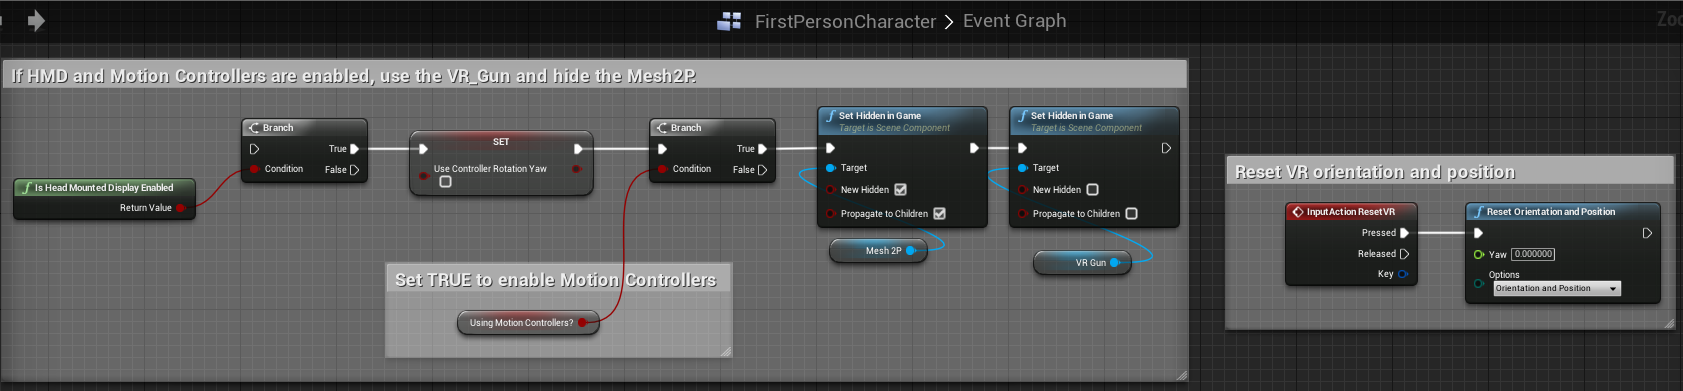 FirstPersonCharacter > Event Graph
If HMD and Motion Controllers are enabled, use the VR_Gun and hide the Mesh2P.
Is Head Mounted Display Enabled
Return Value
Branch
True
Condition
False
SET
Use Controller Rotation Yaw
Branch
True
Condition
False
Set Hidden in Game
Target is Scene Component
Target
New Hidden
Propagate to Children
Mesh 2P
Set Hidden in Game
Target is Scene Component
Target
New Hidden
Propagate to Children
VR Gun
Set TRUE to enable Motion Controllers
Using Motion Controllers?
Reset VR orientation and position
InputAction ResetVR
Pressed
Released
Key
Reset Orientation and Position
Yaw 0.000000
Options
Orientation and Position